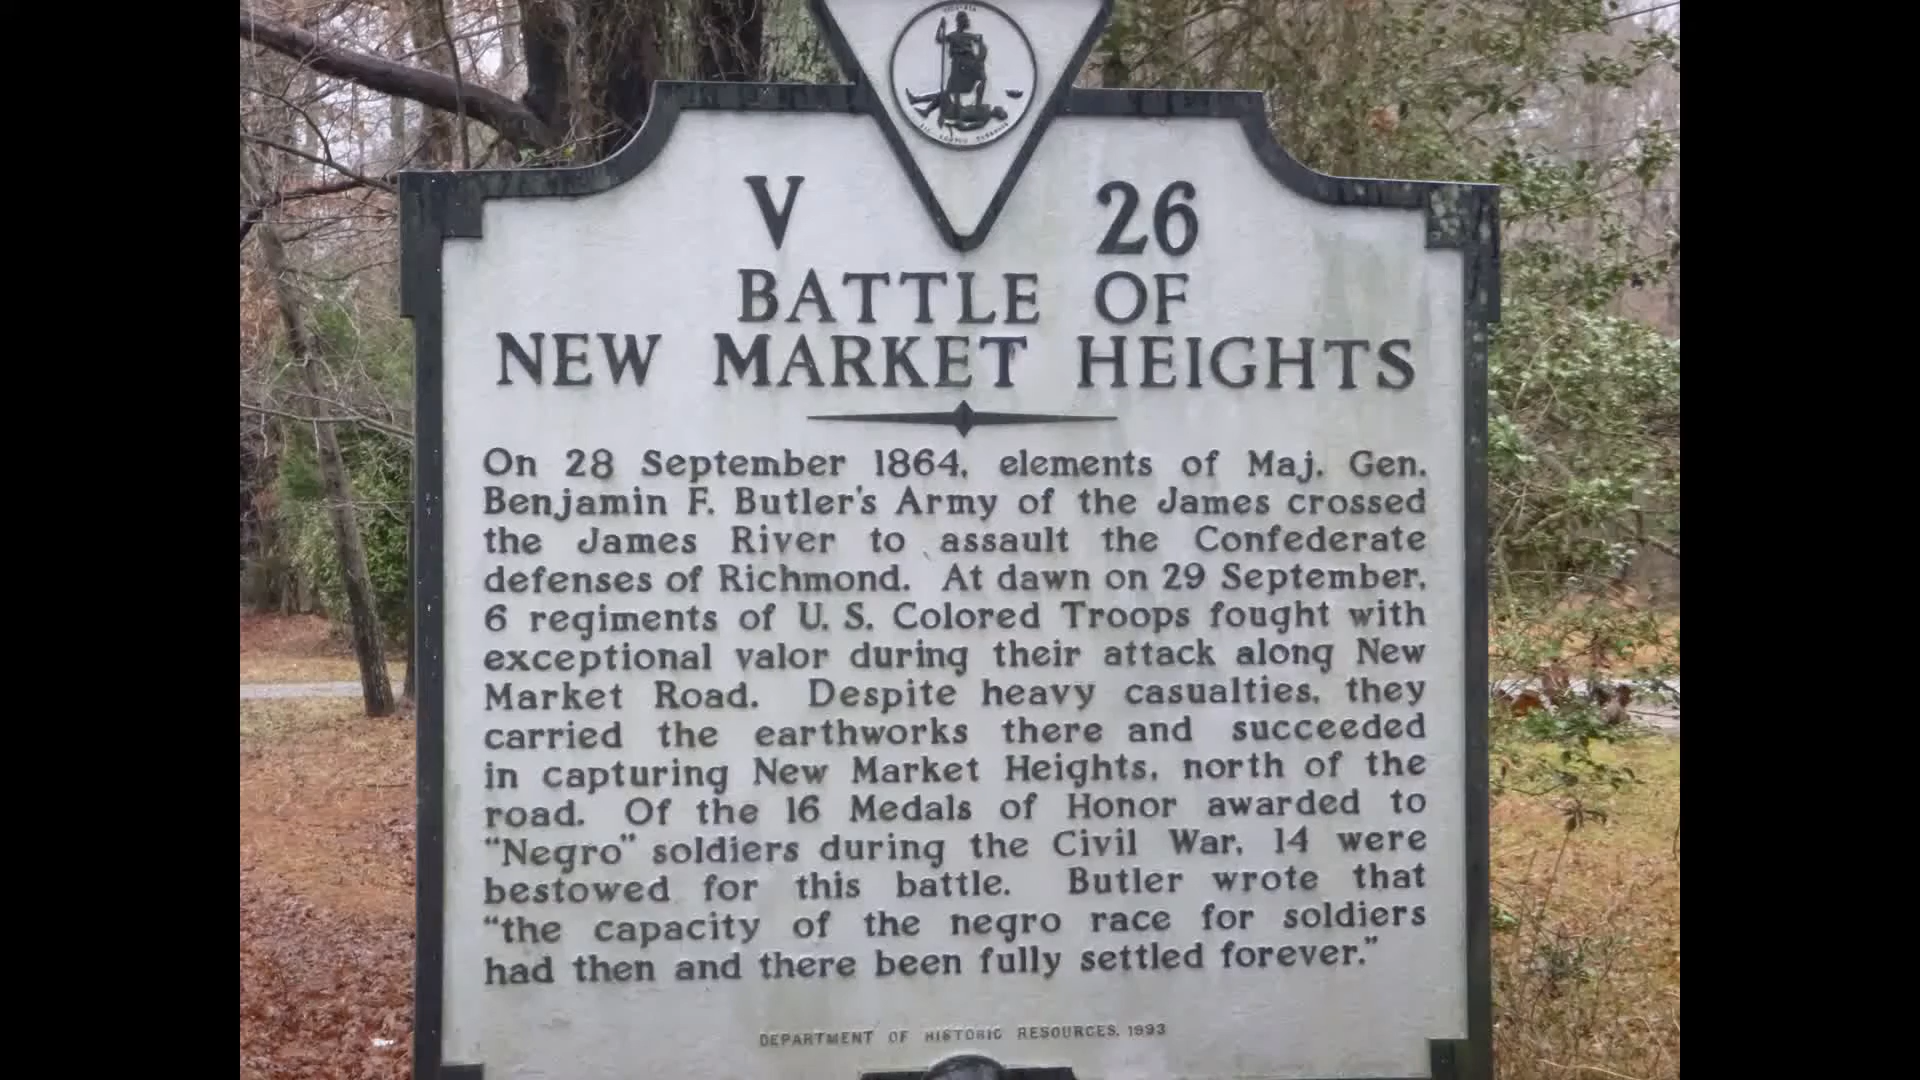 V 26
BATTLE OF
NEW MARKET HEIGHTS
On 28 September 1864, elements of Maj. Gen.
Benjamin F. Butler's Army of the James crossed
the James River to assault the Confederate
defenses of Richmond. At dawn on 29 September,
6 regiments of U. S. Colored Troops fought with
exceptional valor during their attack along New
Market Road. Despite heavy casualties, they
carried the earthworks there and succeeded
in capturing New Market Heights, north of the
road. Of the 16 Medals of Honor awarded to
“Negro” soldiers during the Civil War, 14 were
bestowed for this battle. Butler wrote that
“the capacity of the negro race for soldiers
had then and there been fully settled forever.”
DEPARTMENT OF HISTORIC RESOURCES, 1993